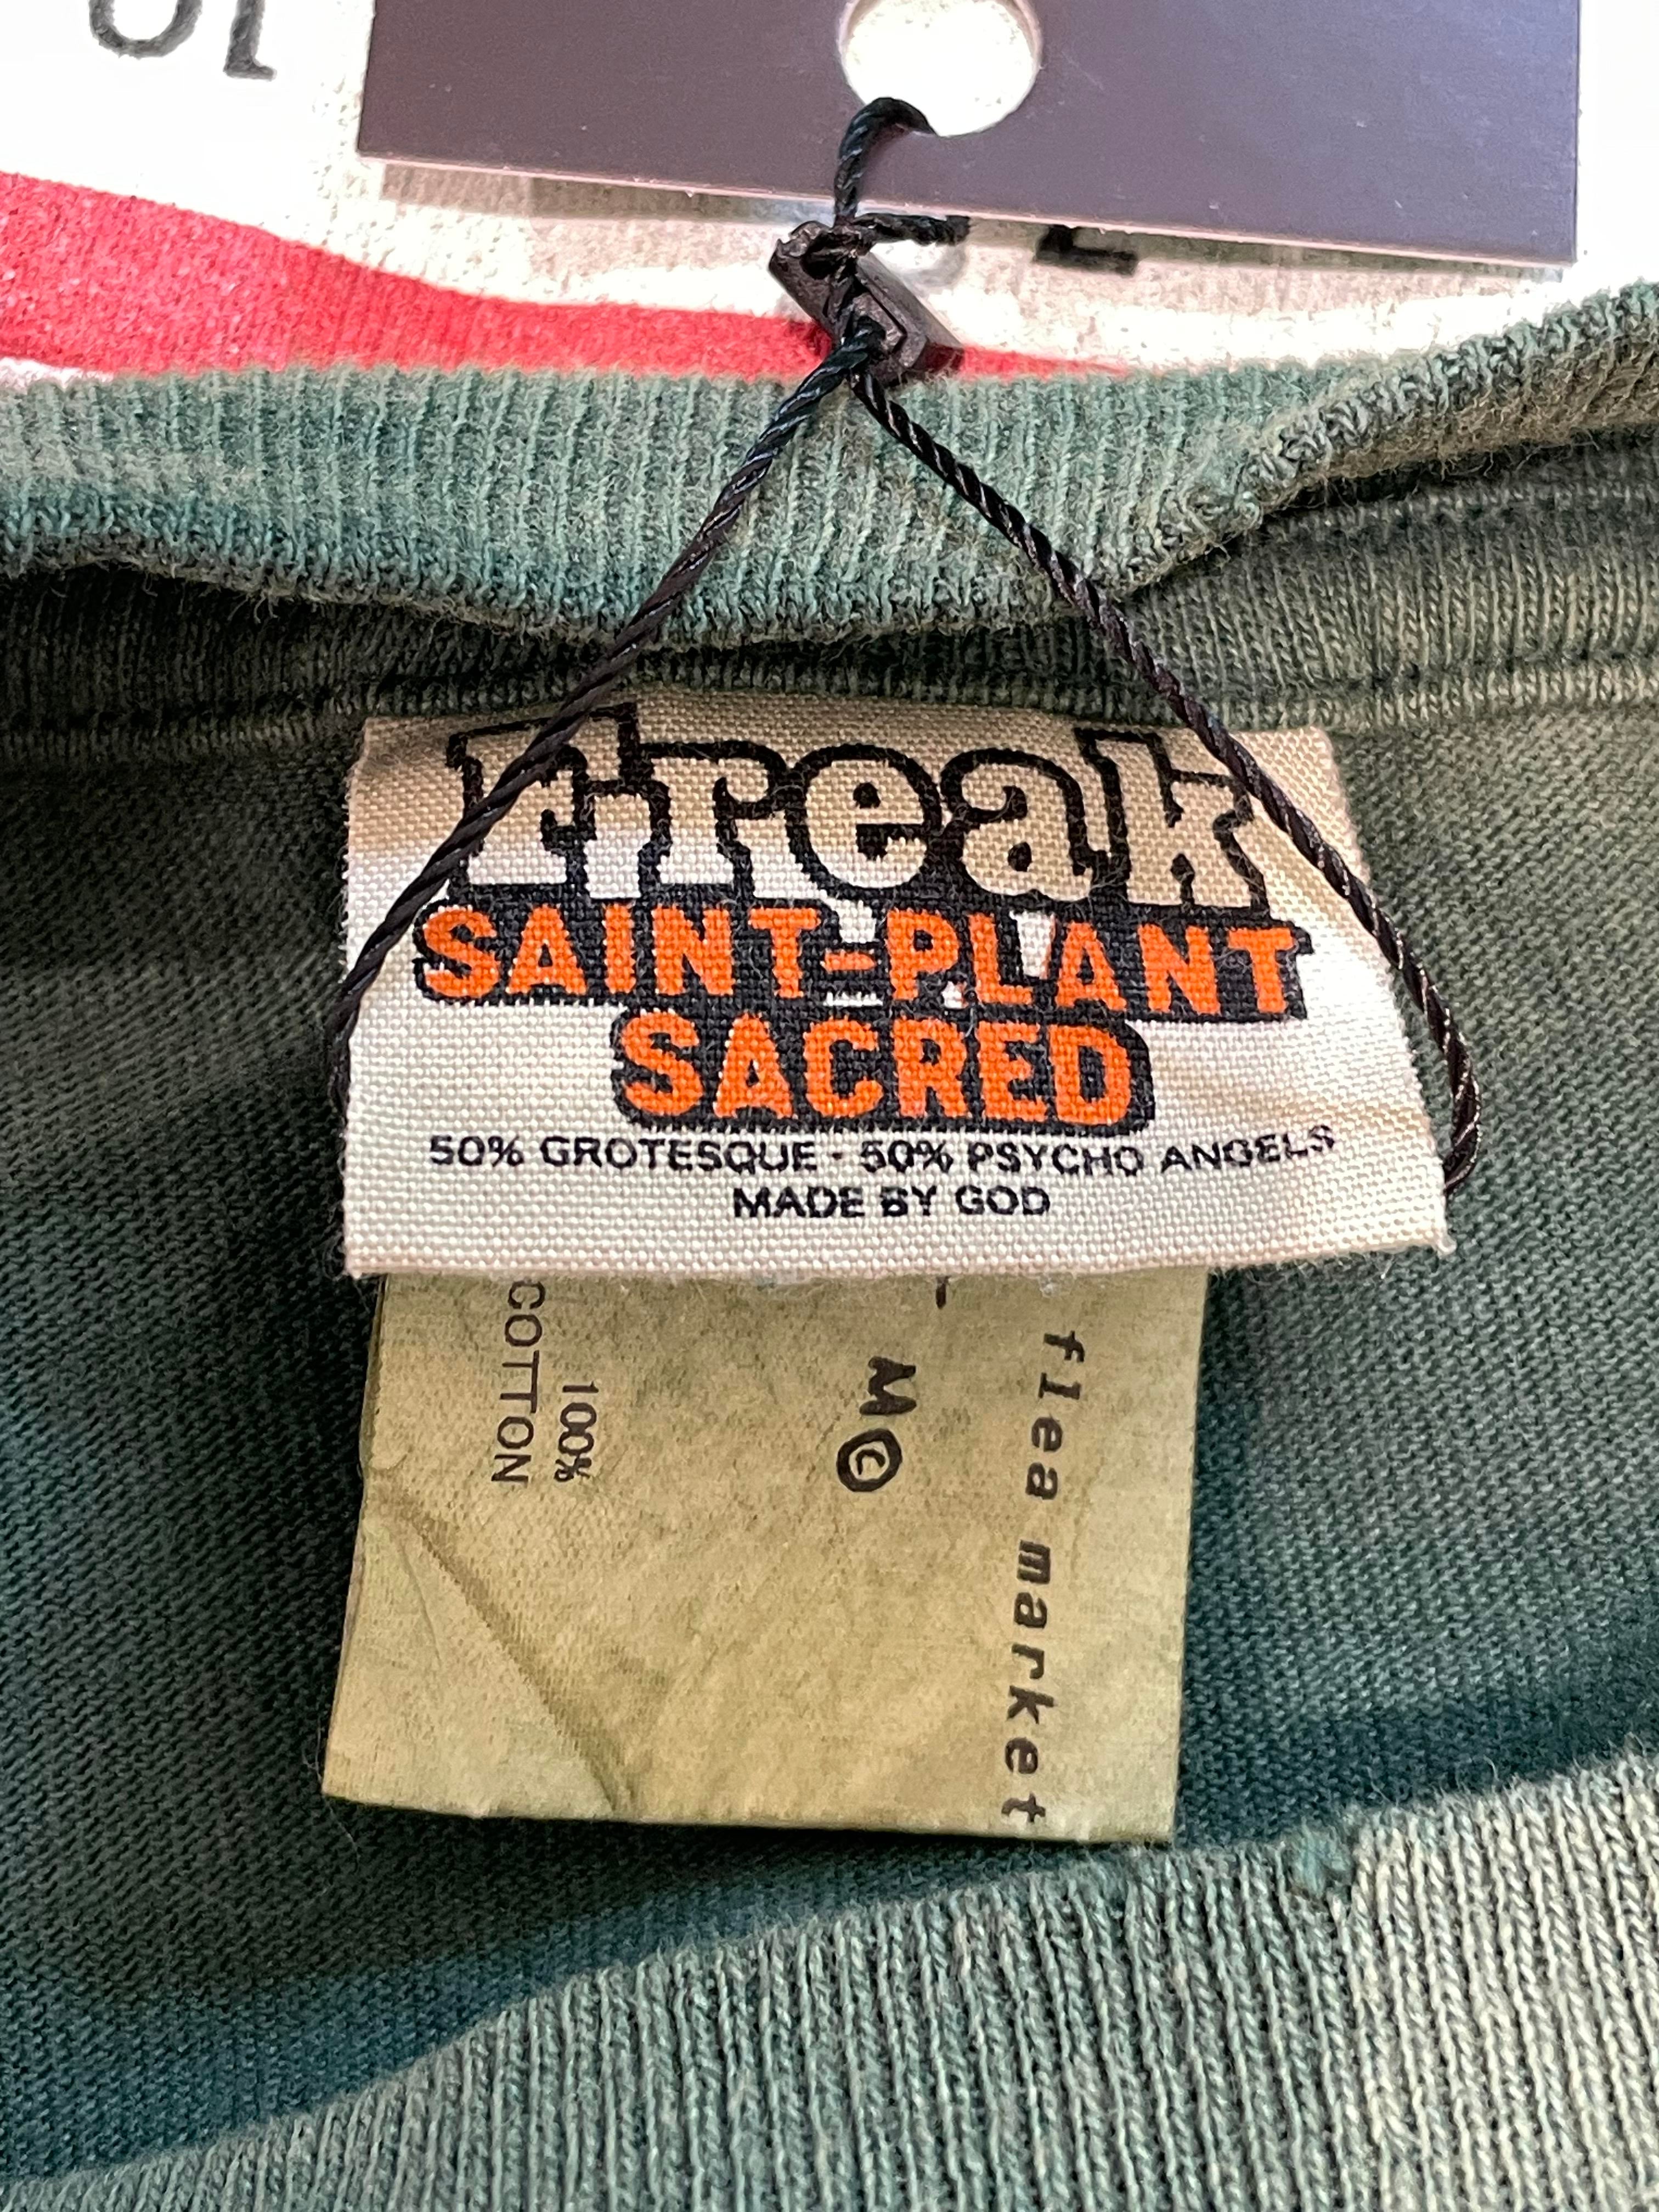 Freak
SAINT-PLANT
SACRED
50% GROTESQUE - 50% PSYCHO ANGELS
MADE BY GOD
flea market
M©
100%
COTTON